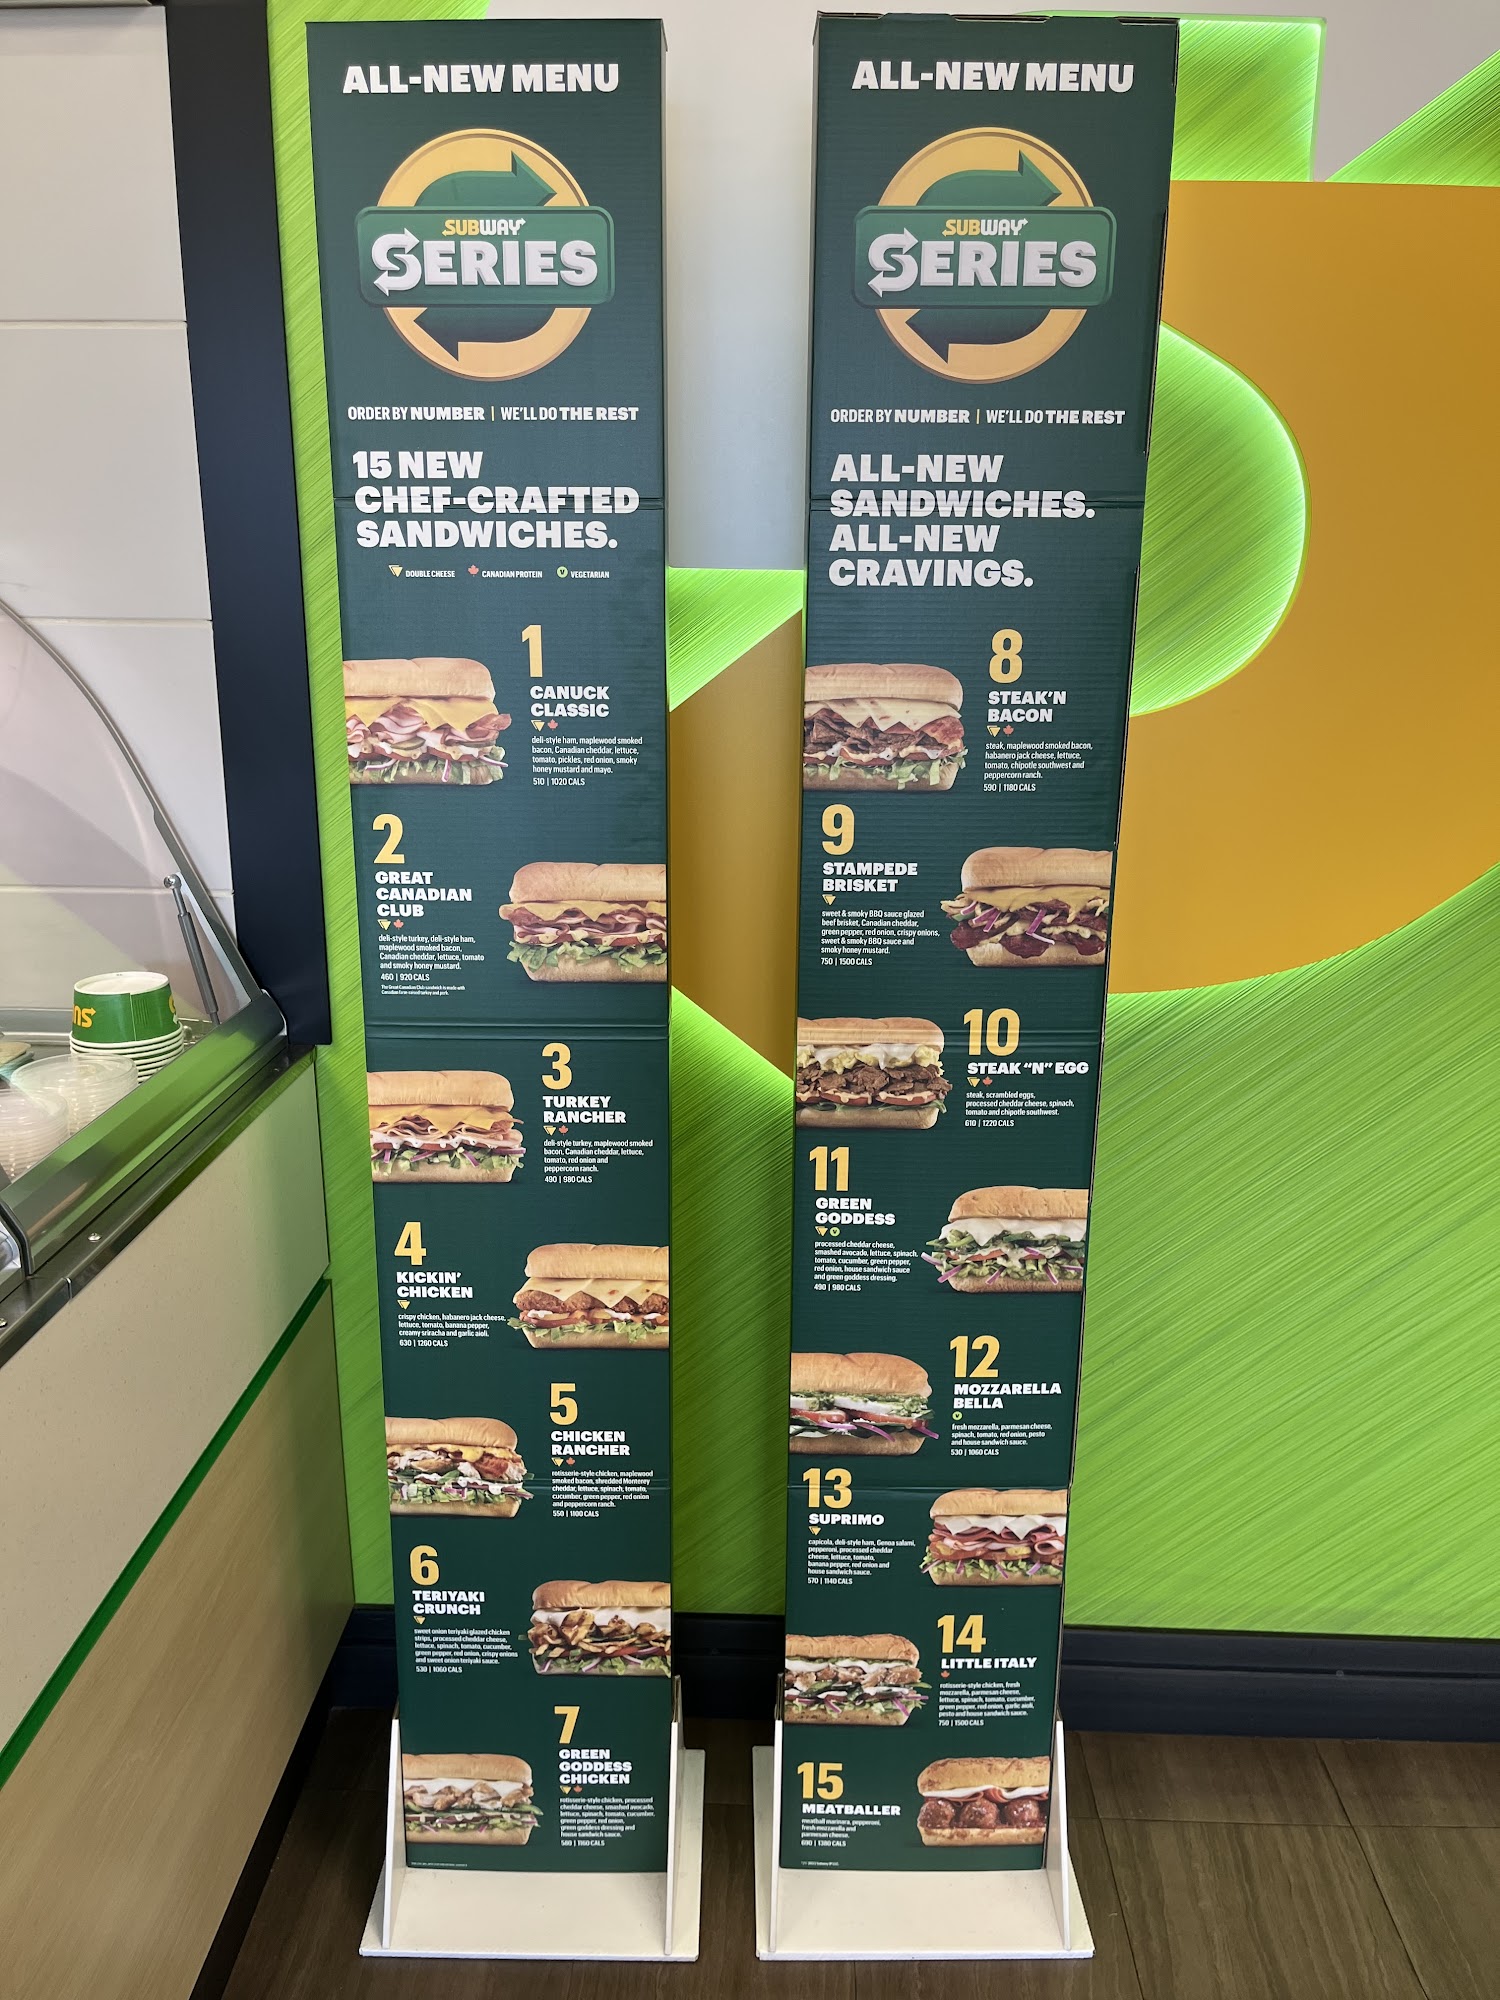 ALL-NEW MENU
SUBWAY
SERIES
ORDER BY NUMBER | WE'LL DO THE REST
15 NEW
CHEF-CRAFTED
SANDWICHES.
DOUBLE CHEESE CANADIAN PROTEIN V VEGETARIAN
1
CANUCK
CLASSIC
deli-style ham, maplewood smoked
bacon, Canadian cheddar, lettuce,
tomato, pickles, red onion, smoky
honey mustard and mayo.
510 | 1020 CALS
2
GREAT
CANADIAN
CLUB
deli-style turkey, deli-style ham,
maplewood smoked bacon,
Canadian cheddar, lettuce, tomato
and smoky honey mustard.
460 | 920 CALS
The Great Canadian Club sandwich is made with
Canadian farm-raised turkey and pork.
3
TURKEY
RANCHER
deli-style turkey, maplewood smoked
bacon, Canadian cheddar, lettuce,
tomato, red onion and
peppercorn ranch.
490 | 980 CALS
4
KICKIN'
CHICKEN
crispy chicken, habanero jack cheese,
lettuce, tomato, banana pepper,
creamy sriracha and garlic aioli.
630 | 1260 CALS
5
CHICKEN
RANCHER
rotisserie-style chicken, maplewood
smoked bacon, shredded Monterey
cheddar, lettuce, spinach, tomato,
cucumber, green pepper, red onion
and peppercorn ranch.
550 | 1100 CALS
6
TERIYAKI
CRUNCH
sweet onion teriyaki glazed chicken
strips, processed cheddar cheese,
lettuce, spinach, tomato, cucumber,
green pepper, red onion, crispy onions
and sweet onion teriyaki sauce.
530 | 1060 CALS
7
GREEN
GODDESS
CHICKEN
rotisserie-style chicken, processed
cheddar cheese, smashed avocado,
lettuce, spinach, tomato, cucumber,
green pepper, red onion,
green goddess dressing and
house sandwich sauce.
580 | 1160 CALS
ALL-NEW MENU
SUBWAY
SERIES
ORDER BY NUMBER | WE'LL DO THE REST
ALL-NEW
SANDWICHES.
ALL-NEW
CRAVINGS.
8
STEAK'N
BACON
steak, maplewood smoked bacon,
habanero jack cheese, lettuce,
tomato, chipotle southwest and
peppercorn ranch.
590 | 1180 CALS
9
STAMPEDE
BRISKET
sweet & smoky BBQ sauce glazed
beef brisket, Canadian cheddar,
green pepper, red onion, crispy onions,
sweet & smoky BBQ sauce and
smoky honey mustard.
750 | 1500 CALS
10
STEAK "N" EGG
steak, scrambled eggs,
processed cheddar cheese, spinach,
tomato and chipotle southwest.
610 | 1220 CALS
11
GREEN
GODDESS
V
processed cheddar cheese,
smashed avocado, lettuce, spinach,
tomato, cucumber, green pepper,
red onion, house sandwich sauce
and green goddess dressing.
490 | 980 CALS
12
MOZZARELLA
BELLA
V
fresh mozzarella, parmesan cheese,
spinach, tomato, red onion, pesto
and house sandwich sauce.
530 | 1060 CALS
13
SUPRIMO
capicola, deli-style ham, Genoa salami,
pepperoni, processed cheddar
cheese, lettuce, tomato,
banana pepper, red onion and
house sandwich sauce.
570 | 1140 CALS
14
LITTLE ITALY
rotisserie-style chicken, fresh
mozzarella, parmesan cheese,
lettuce, spinach, tomato, cucumber,
green pepper, red onion, garlic aioli,
pesto and house sandwich sauce.
750 | 1500 CALS
15
MEATBALLER
meatball marinara, pepperoni,
fresh mozzarella and
parmesan cheese.
690 | 1380 CALS